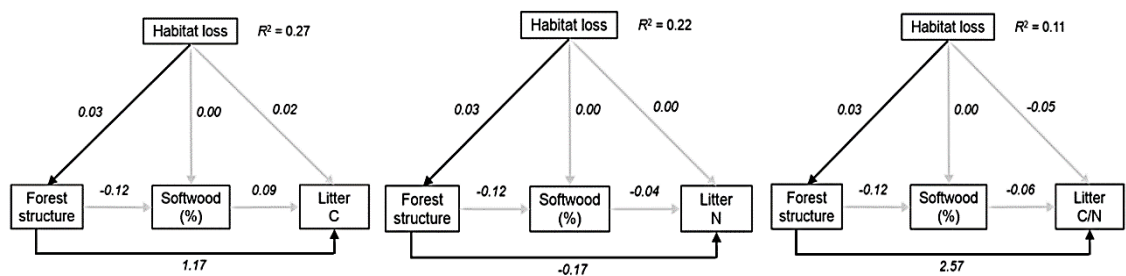 Habitat loss
R² = 0.27
0.03
0.00
0.02
Forest
structure
-0.12
Softwood
(%)
0.09
Litter
C
1.17
Habitat loss
R² = 0.22
0.03
0.00
0.00
Forest
structure
-0.12
Softwood
(%)
-0.04
Litter
N
-0.17
Habitat loss
R² = 0.11
0.03
0.00
-0.05
Forest
structure
-0.12
Softwood
(%)
-0.06
Litter
C/N
2.57